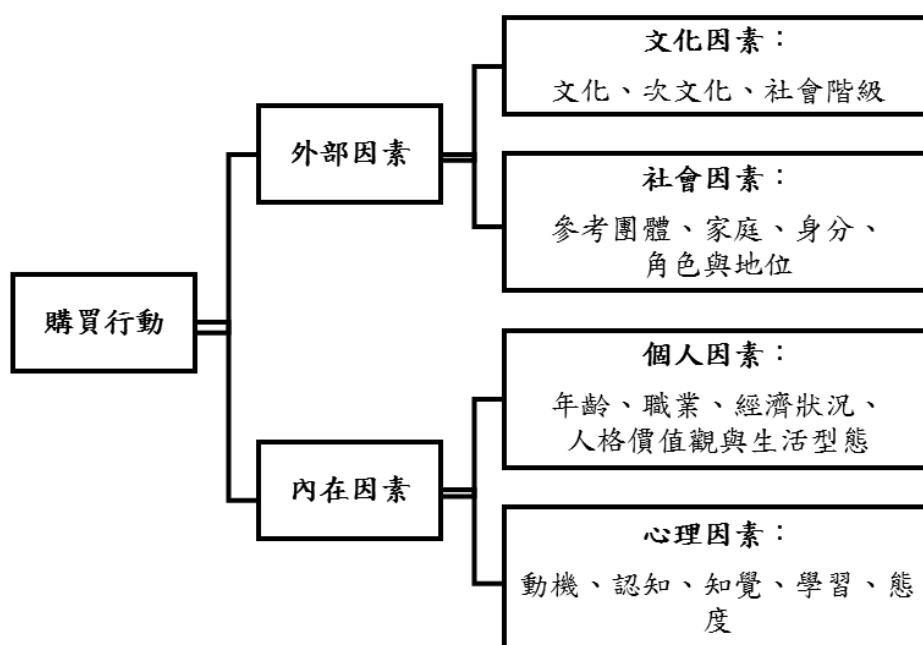 文化因素：
文化、次文化、社會階級
外部因素
社會因素：
參考團體、家庭、身分、
角色與地位
購買行動
個人因素：
年齡、職業、經濟狀況、
人格價值觀與生活型態
內在因素
心理因素：
動機、認知、知覺、學習、態
度